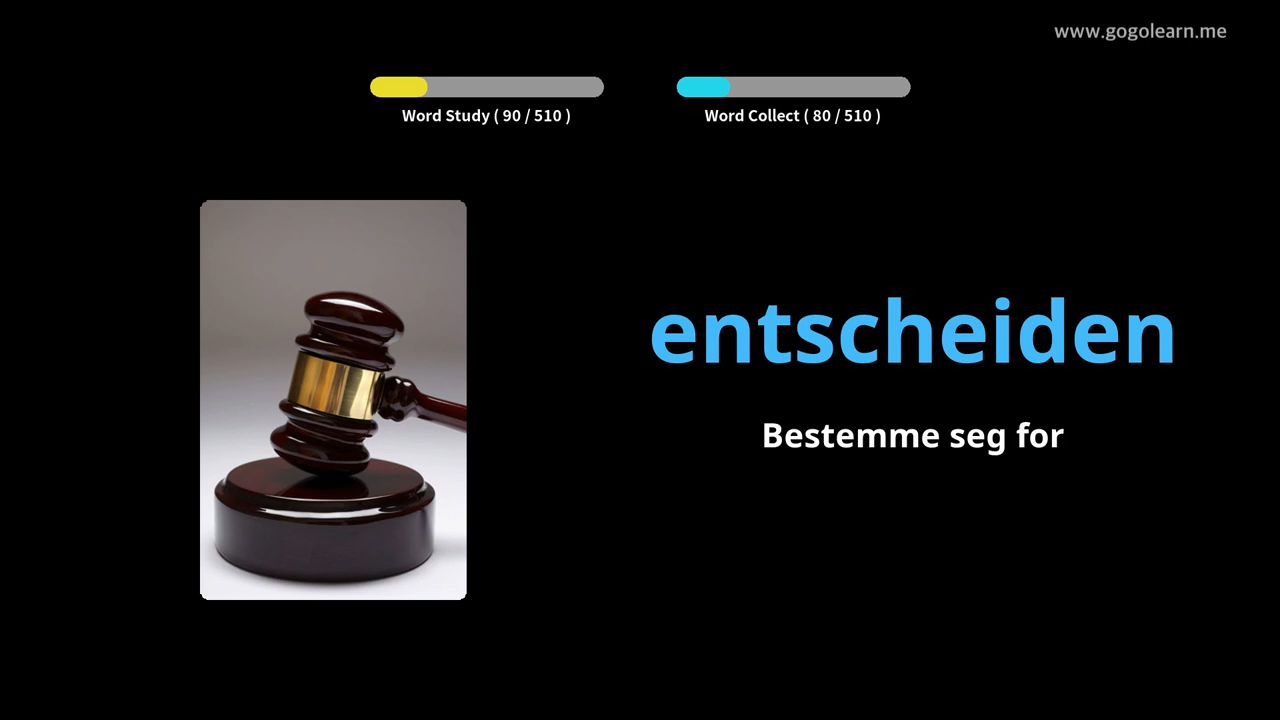 www.gogolearn.me
Word Study ( 90 / 510 )
Word Collect ( 80 / 510 )
entscheiden
Bestemme seg for